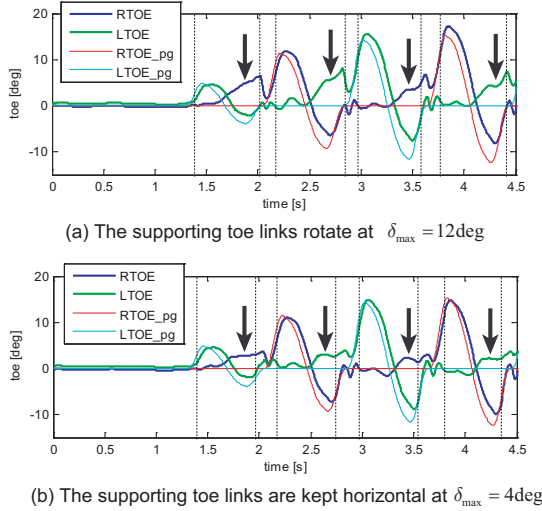 20
RTOE
LTOE
RTOE_pg
LTOE_pg
10
0
-10
toe [deg]
0 0.5 1 1.5 2 2.5 3 3.5 4 4.5
time [s]
(a) The supporting toe links rotate at δmax = 12deg
20
RTOE
LTOE
RTOE_pg
LTOE_pg
10
0
-10
toe [deg]
0 0.5 1 1.5 2 2.5 3 3.5 4 4.5
time [s]
(b) The supporting toe links are kept horizontal at δmax = 4deg